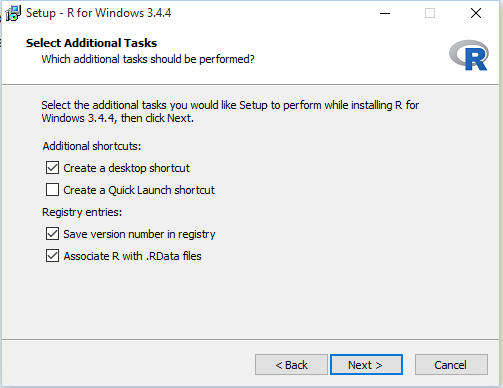 Setup - R for Windows 3.4.4
Select Additional Tasks
Which additional tasks should be performed?
R
Select the additional tasks you would like Setup to perform while installing R for
Windows 3.4.4, then click Next.
Additional shortcuts:
Create a desktop shortcut
Create a Quick Launch shortcut
Registry entries:
Save version number in registry
Associate R with .RData files
< Back
Next >
Cancel